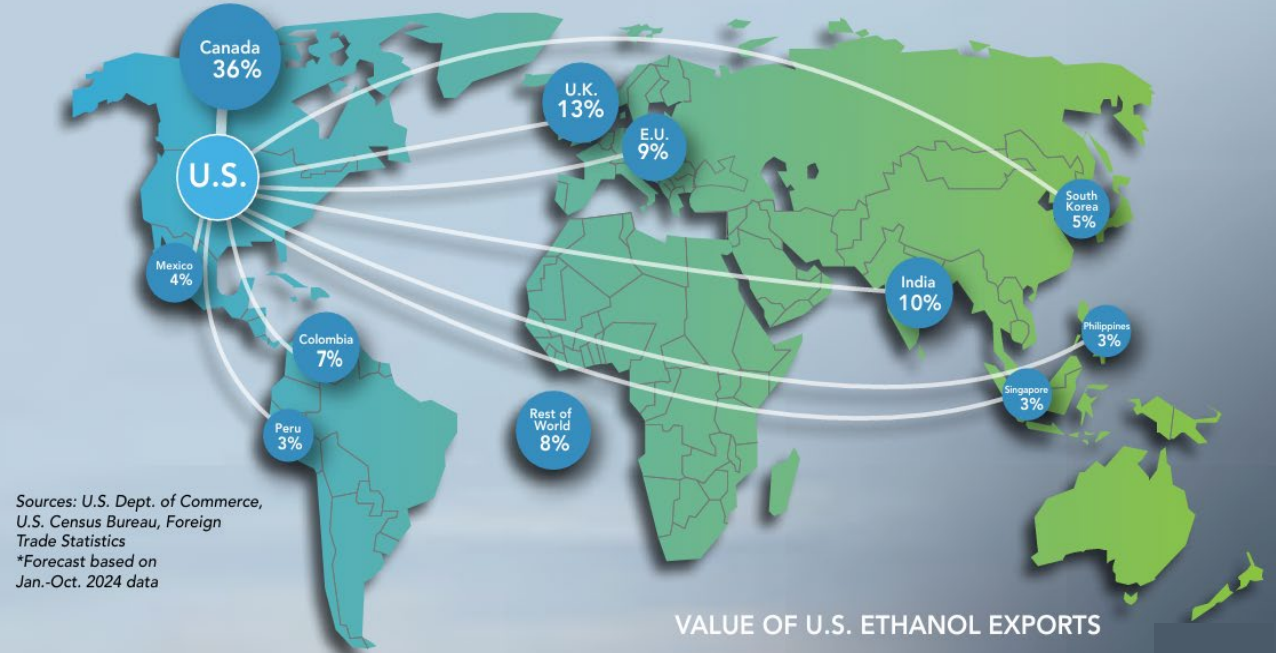 Canada
36%
U.S.
U.K.
13%
E.U.
9%
South
Korea
5%
Mexico
4%
India
10%
Philippines
3%
Colombia
7%
Singapore
3%
Rest of
World
8%
Peru
3%
Sources: U.S. Dept. of Commerce,
U.S. Census Bureau, Foreign
Trade Statistics
*Forecast based on
Jan.-Oct. 2024 data
VALUE OF U.S. ETHANOL EXPORTS